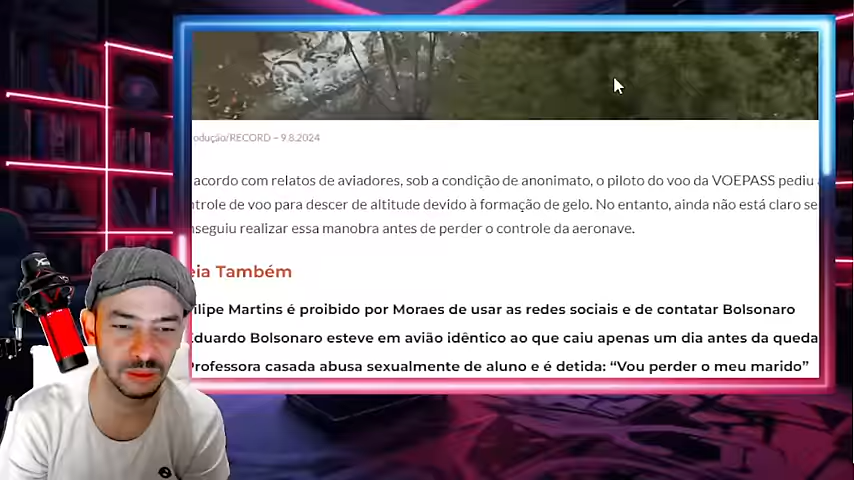 odução/RECORD – 9.8.2024
acordo com relatos de aviadores, sob a condição de anonimato, o piloto do voo da VOEPASS pediu
ntrole de voo para descer de altitude devido à formação de gelo. No entanto, ainda não está claro se
nseguiu realizar essa manobra antes de perder o controle da aeronave.
eia Também
ilipe Martins é proibido por Moraes de usar as redes sociais e de contatar Bolsonaro
Eduardo Bolsonaro esteve em avião idêntico ao que caiu apenas um dia antes da queda
Professora casada abusa sexualmente de aluno e é detida: “Vou perder o meu marido”